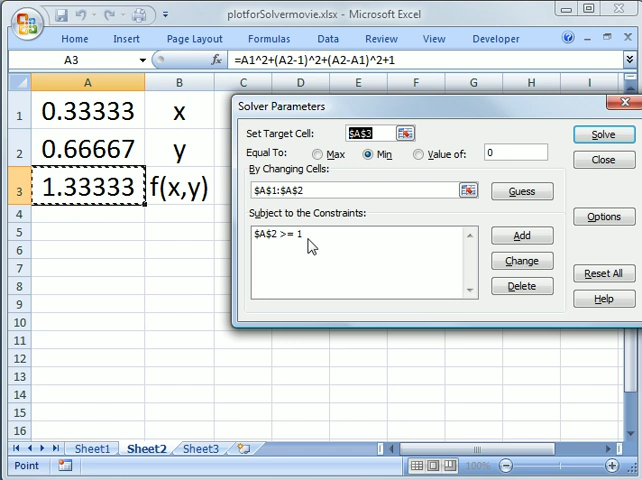 plotforSolvermovie.xlsx - Microsoft Excel
Home Insert Page Layout Formulas Data Review View Developer
A3 fx =A1^2+(A2-1)^2+(A2-A1)^2+1
A B C D E F G H I
1 0.33333 x
2 0.66667 y
3 1.33333 f(x,y)
4
5
6
7
8
9
10
11
12
13
14
15
16
Solver Parameters
Set Target Cell: $A$3 Solve
Equal To: Max Min Value of: 0 Close
By Changing Cells:
$A$1:$A$2 Guess
Subject to the Constraints: Options
$A$2 >= 1 Add
Change
Reset All
Delete
Help
Sheet1 Sheet2 Sheet3
Point 100%